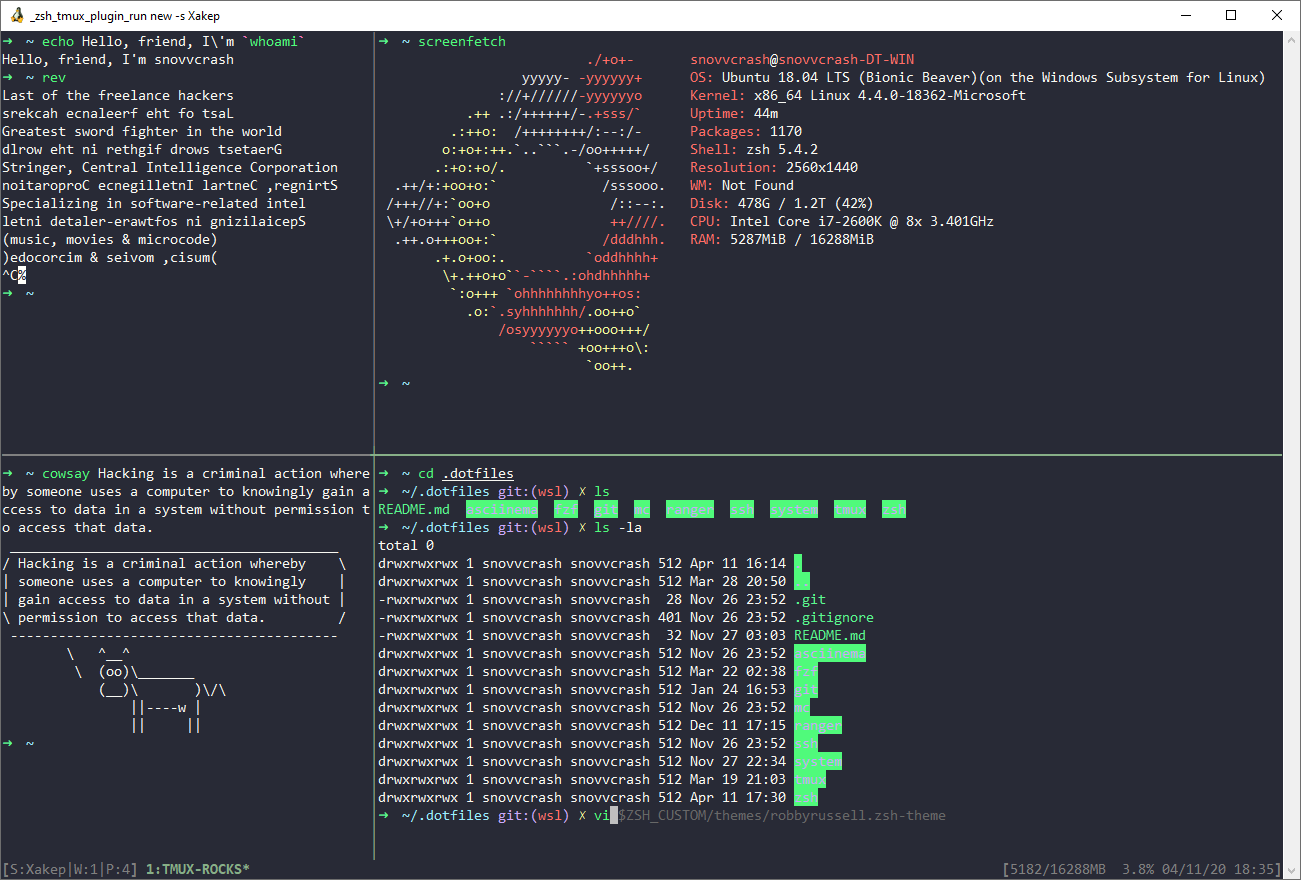 _zsh_tmux_plugin_run new -s Xakep
➜ ~ echo Hello, friend, I\'m `whoami`
Hello, friend, I'm snovvcrash
➜ ~ rev
Last of the freelance hackers
srekcah ecnaleerf eht fo tsaL
Greatest sword fighter in the world
dlrow eht ni rethgif drows tsetaerG
Stringer, Central Intelligence Corporation
noitaroproC ecnegilletnI lartneC ,regnirtS
Specializing in software-related intel
letni detaler-erawtfos ni gnizilaicepS
(music, movies & microcode)
)edocorcim & seivom ,cisum(
^C%
➜ ~
➜ ~ screenfetch
./+o+-
yyyyy- -yyyyyy+
://+//////-yyyyyyo
.++ .:/++++++/-.+sss/`
.:++o: /++++++++/:--:/-
o:+o+:++.`..```.-/oo+++++/
.:+o:+o/. `+sssoo+/
.++/+:+oo+o:` /sssooo.
/+++//+:`oo+o /::--:.
\+/+o+++`o++o ++////.
.++.o+++oo+:` /dddhhh.
.+.o+oo:. `oddhhhh+
\+.++o+o``-````.:ohdhhhhh+
`:o+++ `ohhhhhhhhyo++os:
.o:`.syhhhhhhh/.oo++o`
/osyyyyyyo++ooo+++/
````` +oo+++o\:
`oo++.
snovvcrash@snovvcrash-DT-WIN
OS: Ubuntu 18.04 LTS (Bionic Beaver)(on the Windows Subsystem for Linux)
Kernel: x86_64 Linux 4.4.0-18362-Microsoft
Uptime: 44m
Packages: 1170
Shell: zsh 5.4.2
Resolution: 2560x1440
WM: Not Found
Disk: 478G / 1.2T (42%)
CPU: Intel Core i7-2600K @ 8x 3.401GHz
RAM: 5287MiB / 16288MiB
➜ ~
➜ ~ cowsay Hacking is a criminal action where
by someone uses a computer to knowingly gain a
ccess to data in a system without permission t
o access that data.
_________________________________________
/ Hacking is a criminal action whereby \
| someone uses a computer to knowingly |
| gain access to data in a system without |
\ permission to access that data. /
-----------------------------------------
\ ^__^
\ (oo)\_______
(__)\ )\/\
||----w |
|| ||
➜ ~
➜ ~ cd .dotfiles
➜ ~/.dotfiles git:(wsl) ✗ ls
README.md asciinema fzf git mc ranger ssh system tmux zsh
➜ ~/.dotfiles git:(wsl) ✗ ls -la
total 0
drwxrwxrwx 1 snovvcrash snovvcrash 512 Apr 11 16:14 .
drwxrwxrwx 1 snovvcrash snovvcrash 512 Mar 28 20:50 ..
-rwxrwxrwx 1 snovvcrash snovvcrash 28 Nov 26 23:52 .git
-rwxrwxrwx 1 snovvcrash snovvcrash 401 Nov 26 23:52 .gitignore
-rwxrwxrwx 1 snovvcrash snovvcrash 32 Nov 27 03:03 README.md
drwxrwxrwx 1 snovvcrash snovvcrash 512 Nov 26 23:52 asciinema
drwxrwxrwx 1 snovvcrash snovvcrash 512 Mar 22 02:38 fzf
drwxrwxrwx 1 snovvcrash snovvcrash 512 Jan 24 16:53 git
drwxrwxrwx 1 snovvcrash snovvcrash 512 Nov 26 23:52 mc
drwxrwxrwx 1 snovvcrash snovvcrash 512 Dec 11 17:15 ranger
drwxrwxrwx 1 snovvcrash snovvcrash 512 Nov 26 23:52 ssh
drwxrwxrwx 1 snovvcrash snovvcrash 512 Nov 27 22:34 system
drwxrwxrwx 1 snovvcrash snovvcrash 512 Mar 19 21:03 tmux
drwxrwxrwx 1 snovvcrash snovvcrash 512 Apr 11 17:30 zsh
➜ ~/.dotfiles git:(wsl) ✗ vi $ZSH_CUSTOM/themes/robbyrussell.zsh-theme
[S:Xakep|W:1|P:4] 1:TMUX-ROCKS* [5182/16288MB 3.8% 04/11/20 18:35]